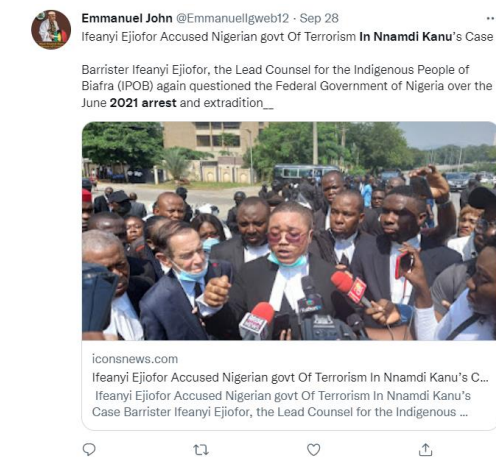 Emmanuel John @EmmanuelIgweb12 · Sep 28
Ifeanyi Ejiofor Accused Nigerian govt Of Terrorism In Nnamdi Kanu's Case
Barrister Ifeanyi Ejiofor, the Lead Counsel for the Indigenous People of
Biafra (IPOB) again questioned the Federal Government of Nigeria over the
June 2021 arrest and extradition__
iconsnews.com
Ifeanyi Ejiofor Accused Nigerian govt Of Terrorism In Nnamdi Kanu's C...
Ifeanyi Ejiofor Accused Nigerian govt Of Terrorism In Nnamdi Kanu's
Case Barrister Ifeanyi Ejiofor, the Lead Counsel for the Indigenous ...